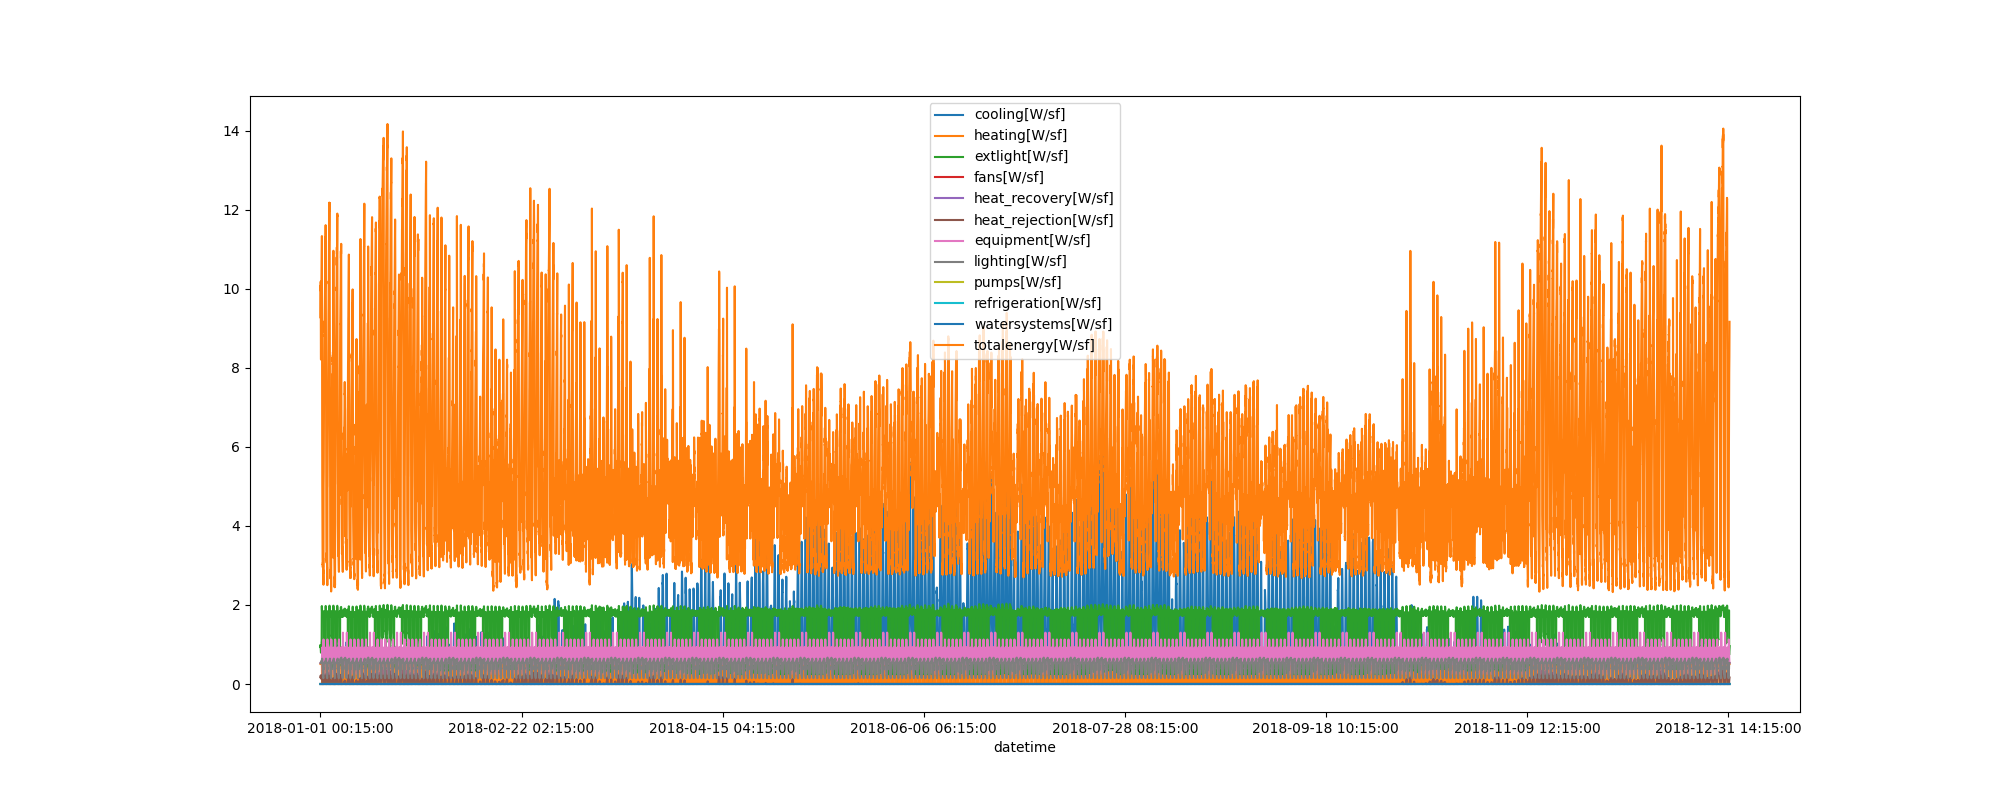 14
12
10
8
6
4
2
0
cooling[W/sf]
heating[W/sf]
extlight[W/sf]
fans[W/sf]
heat_recovery[W/sf]
heat_rejection[W/sf]
equipment[W/sf]
lighting[W/sf]
pumps[W/sf]
refrigeration[W/sf]
watersystems[W/sf]
totalenergy[W/sf]
2018-01-01 00:15:00 2018-02-22 02:15:00 2018-04-15 04:15:00 2018-06-06 06:15:00 2018-07-28 08:15:00 2018-09-18 10:15:00 2018-11-09 12:15:00 2018-12-31 14:15:00
datetime